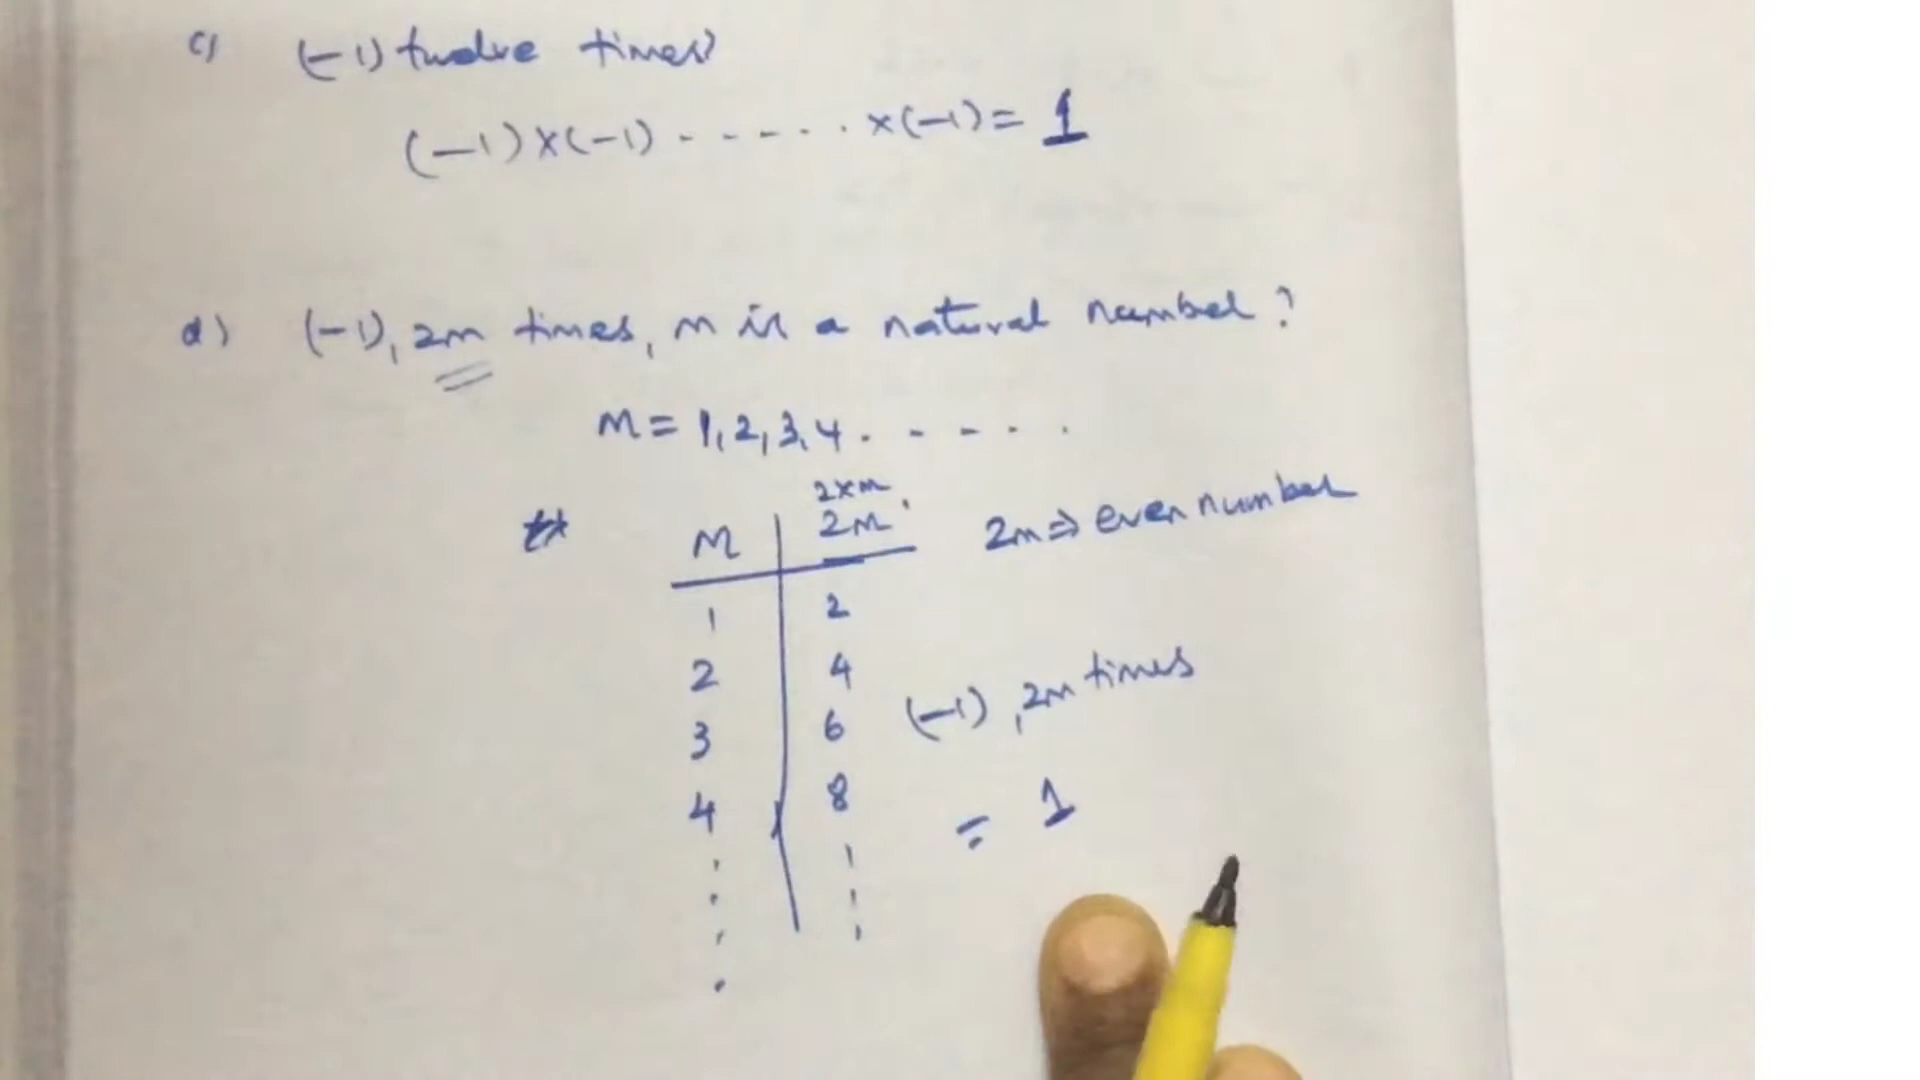 c) (-1) twelve times
(-1)×(-1) - - - - . . ×(-1) = 1
d) (-1), 2m times, m is a natural number?
m = 1, 2, 3, 4 . - - - . .
2×m
m 2m 2m ⇒ even number
1 2
2 4
3 6 (-1), 2m times
4 8 = 1